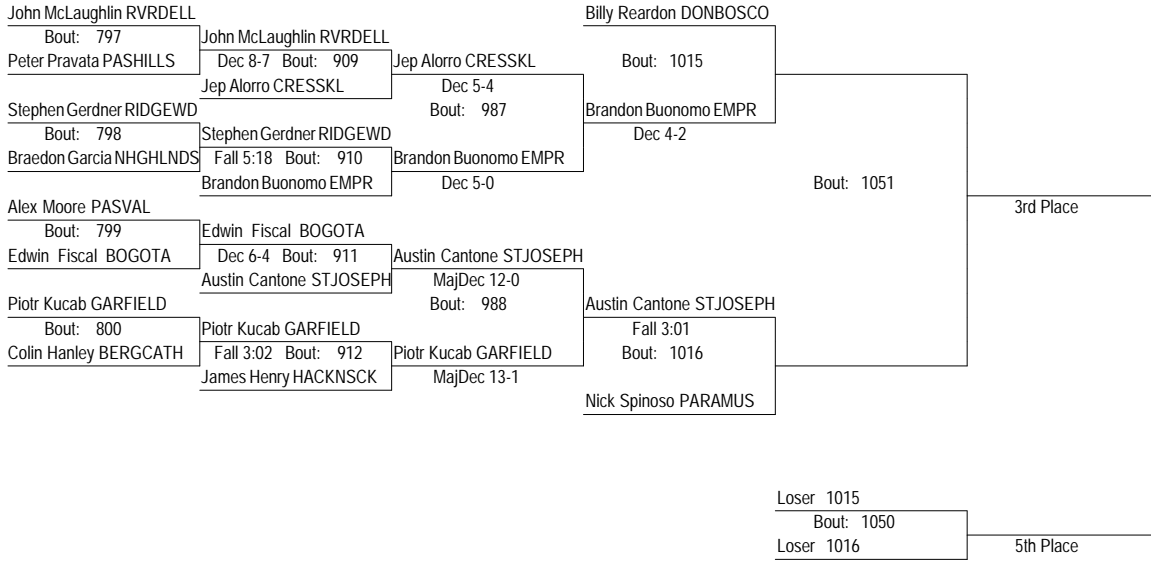 John McLaughlin RVRDELL
Bout: 797
Peter Pravata PASHILLS
Stephen Gerdner RIDGEWD
Bout: 798
Braedon Garcia NHGHLNDS
Alex Moore PASVAL
Bout: 799
Edwin Fiscal BOGOTA
Piotr Kucab GARFIELD
Bout: 800
Colin Hanley BERGCATH
John McLaughlin RVRDELL
Dec 8-7 Bout: 909
Jep Alorro CRESSKL
Stephen Gerdner RIDGEWD
Fall 5:18 Bout: 910
Brandon Buonomo EMPR
Edwin Fiscal BOGOTA
Dec 6-4 Bout: 911
Austin Cantone STJOSEPH
Piotr Kucab GARFIELD
Fall 3:02 Bout: 912
James Henry HACKNSCK
Jep Alorro CRESSKL
Dec 5-4
Bout: 987
Brandon Buonomo EMPR
Dec 5-0
Austin Cantone STJOSEPH
MajDec 12-0
Bout: 988
Piotr Kucab GARFIELD
MajDec 13-1
Billy Reardon DONBOSCO
Bout: 1015
Brandon Buonomo EMPR
Dec 4-2
Austin Cantone STJOSEPH
Fall 3:01
Bout: 1016
Nick Spinoso PARAMUS
Bout: 1051
3rd Place
Loser 1015
Bout: 1050
Loser 1016
5th Place